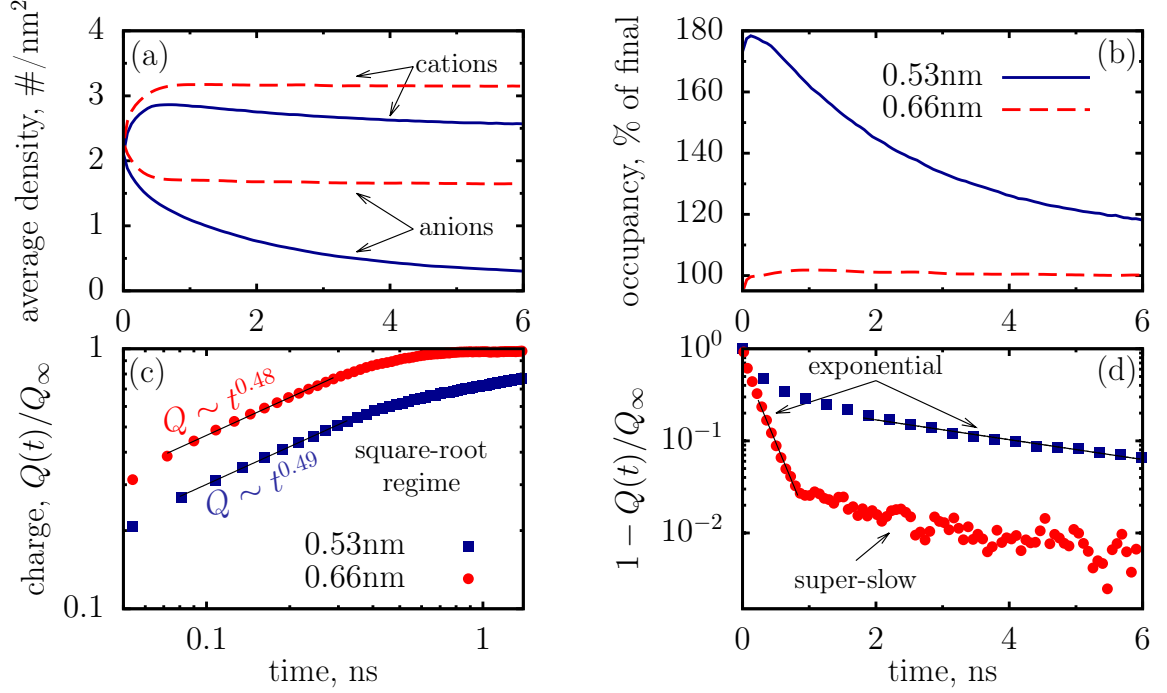 average density, #/nm²
4
3
2
1
0
(a)
cations
anions
0
2
4
6
occupancy, % of final
180
160
140
120
100
(b)
0.53nm
0.66nm
0
2
4
6
charge, Q(t)/Q∞
1
0.1
(c)
Q ∼ t^0.48
Q ∼ t^0.49
square-root
regime
0.53nm
0.66nm
0.1
1
time, ns
1 − Q(t)/Q∞
10⁰
10⁻¹
10⁻²
(d)
exponential
super-slow
0
2
4
6
time, ns